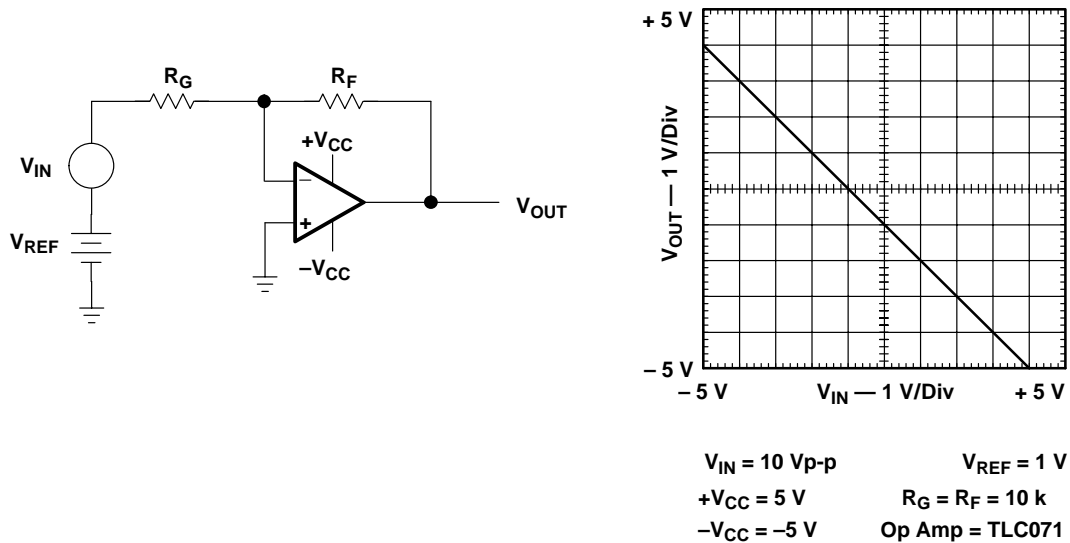 R_G
R_F
+V_CC
V_IN
−
+
V_OUT
V_REF
−V_CC
+ 5 V
V_OUT — 1 V/Div
− 5 V
− 5 V
V_IN — 1 V/Div
+ 5 V
V_IN = 10 Vp-p
V_REF = 1 V
+V_CC = 5 V
R_G = R_F = 10 k
−V_CC = −5 V
Op Amp = TLC071